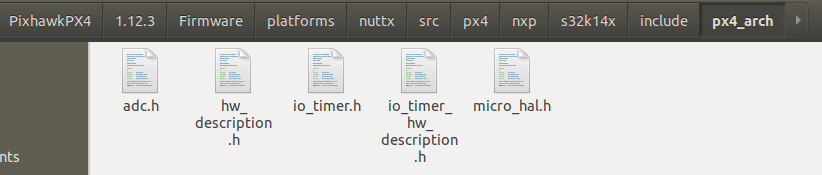 PixhawkPX4 1.12.3 Firmware platforms nuttx src px4 nxp s32k14x include px4_arch
adc.h hw_ io_timer.h io_timer_ micro_hal.h
description hw_
.h description
.h
nts